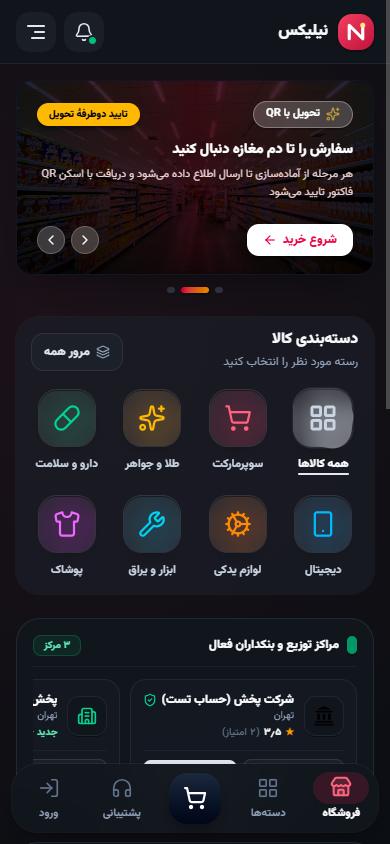 نیلیکس
تحویل با QR
تایید دوطرفهٔ تحویل
سفارش را تا دم مغازه دنبال کنید
هر مرحله از آماده‌سازی تا ارسال اطلاع داده می‌شود و دریافت با اسکن QR
فاکتور تایید می‌شود
شروع خرید
دسته‌بندی کالا
رسته مورد نظر را انتخاب کنید
مرور همه
همه کالاها
سوپرمارکت
طلا و جواهر
دارو و سلامت
دیجیتال
لوازم یدکی
ابزار و یراق
پوشاک
مراکز توزیع و بنکداران فعال
۳ مرکز
شرکت پخش (حساب تست)
تهران
۳٫۵ (۲ امتیاز)
پخش
تهران
جدید
فروشگاه
دسته‌ها
پشتیبانی
ورود